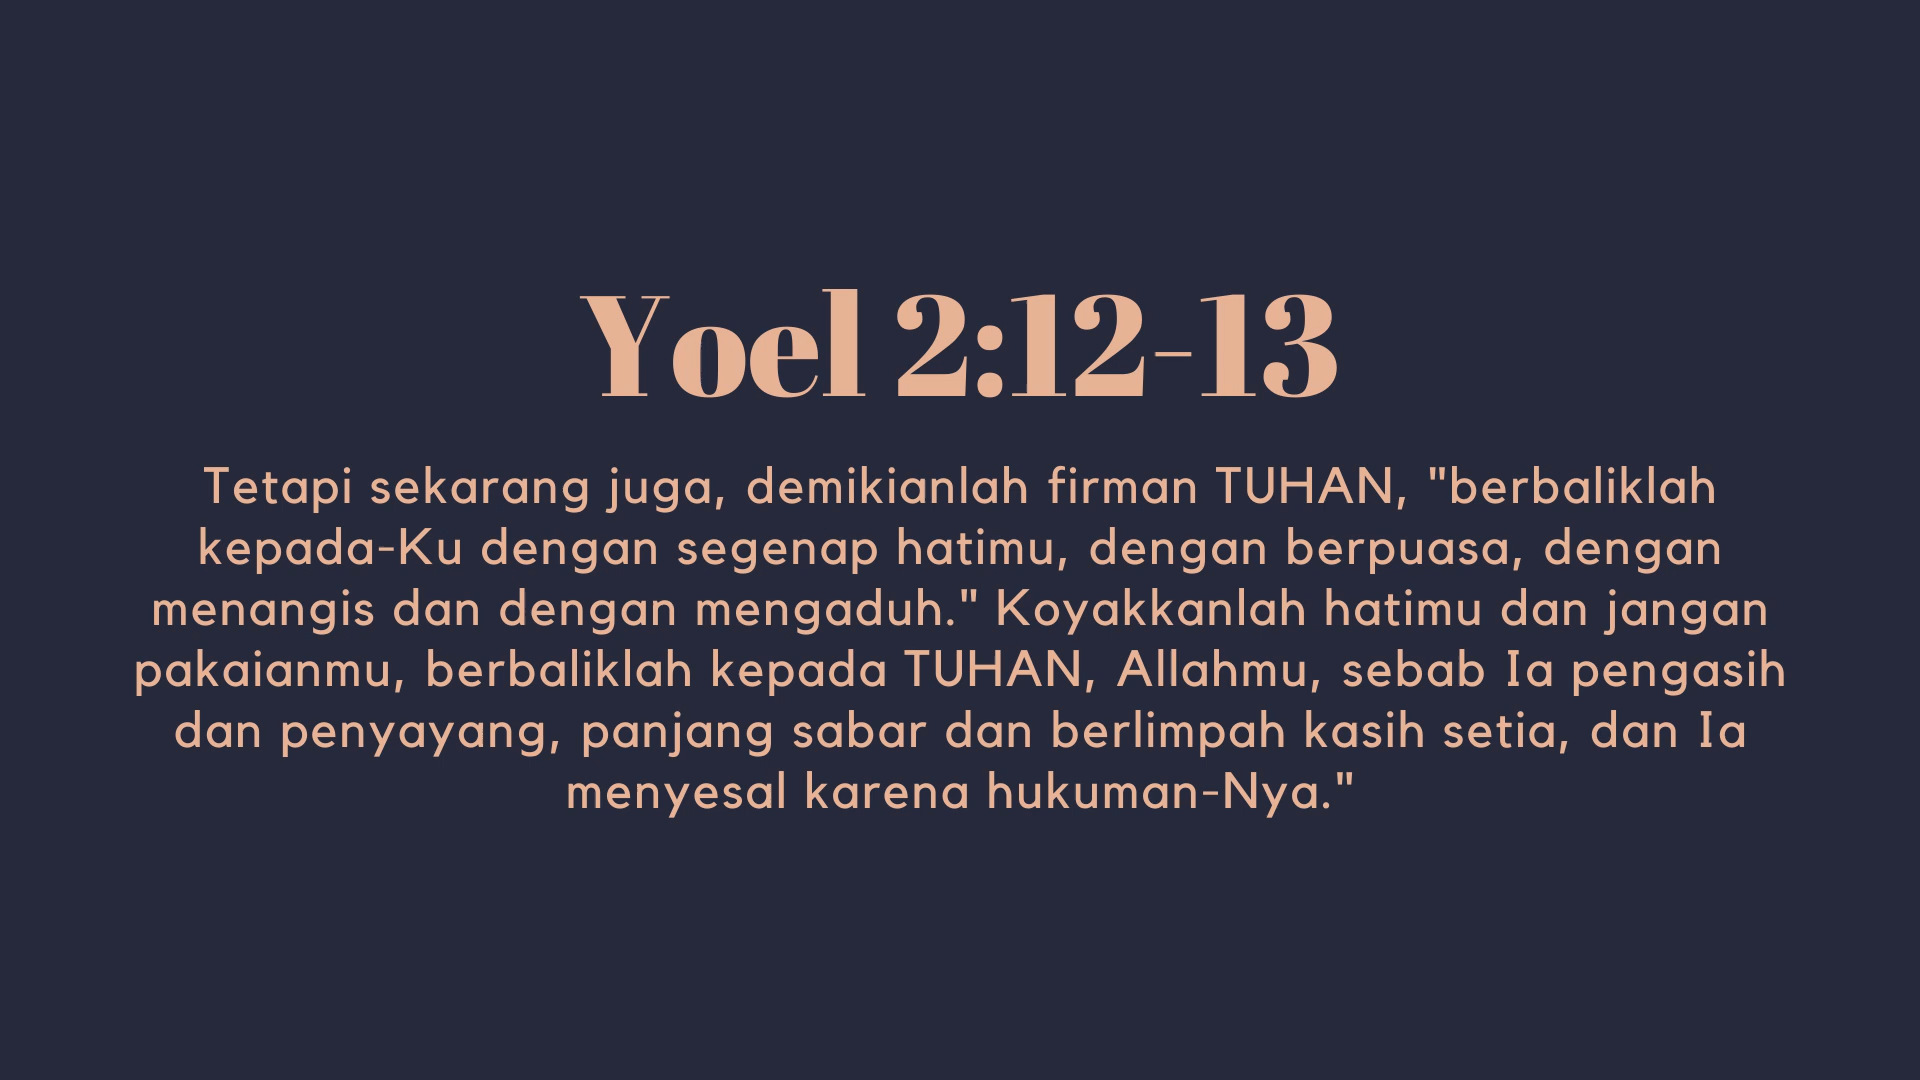 Yoel 2:12-13
Tetapi sekarang juga, demikianlah firman TUHAN, "berbaliklah
kepada-Ku dengan segenap hatimu, dengan berpuasa, dengan
menangis dan dengan mengaduh." Koyakkanlah hatimu dan jangan
pakaianmu, berbaliklah kepada TUHAN, Allahmu, sebab Ia pengasih
dan penyayang, panjang sabar dan berlimpah kasih setia, dan Ia
menyesal karena hukuman-Nya."